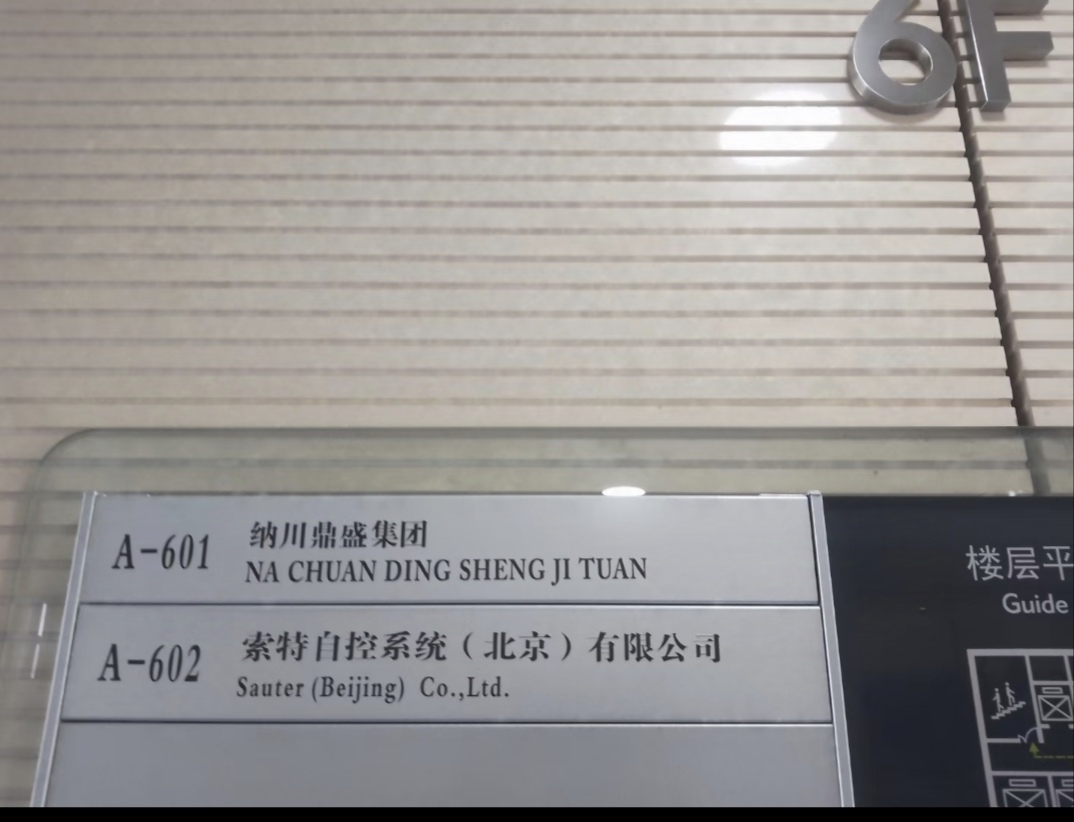 6F
A-601
纳川鼎盛集团
NA CHUAN DING SHENG JI TUAN
A-602
索特自控系统（北京）有限公司
Sauter (Beijing) Co.,Ltd.
楼层平
Guide